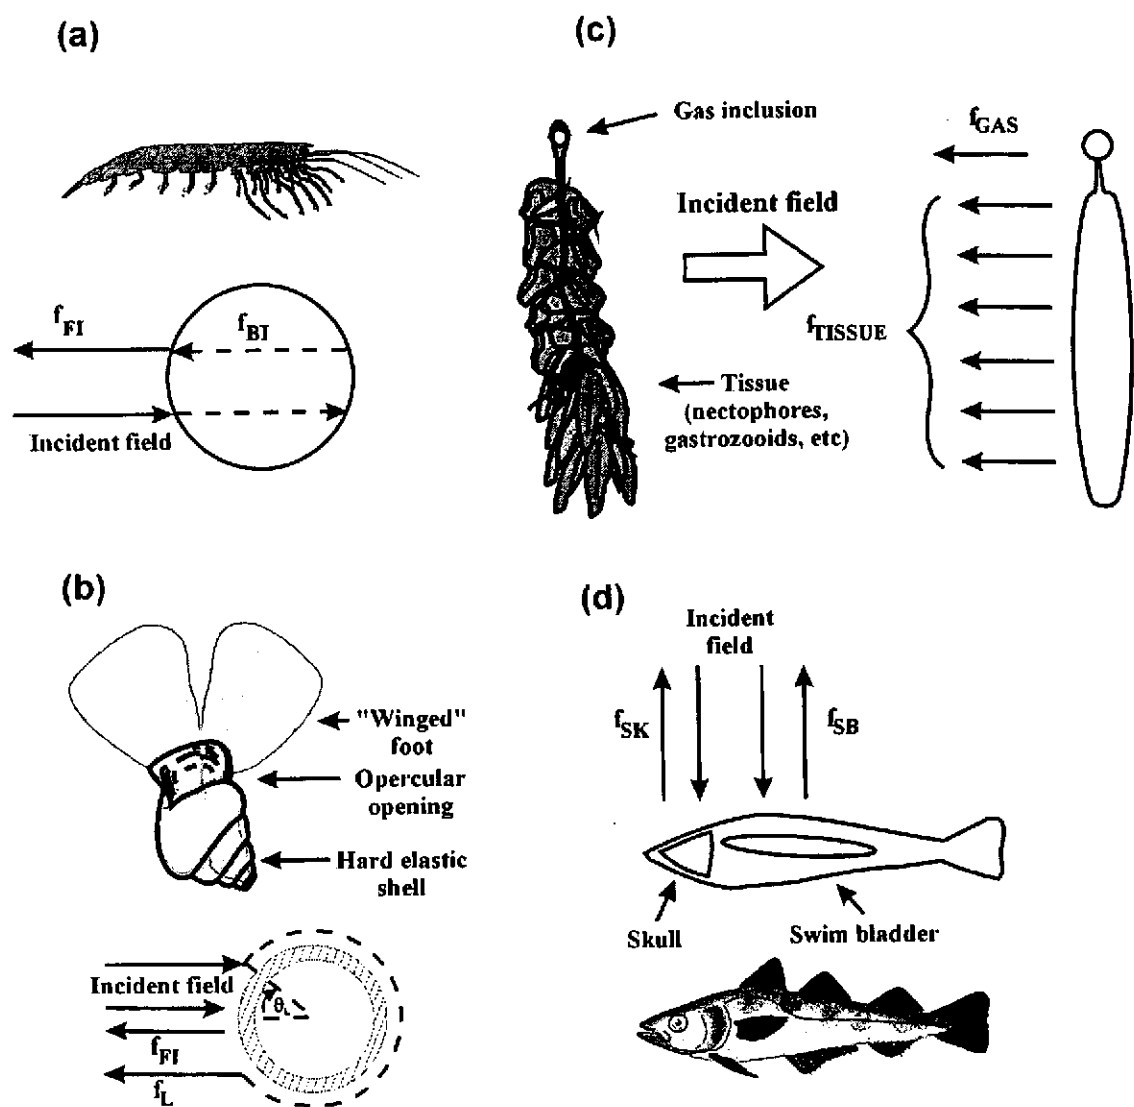 (a)
f_FI
f_BI
Incident field
(b)
"Winged"
foot
Opercular
opening
Hard elastic
shell
Incident field
θ_L
f_FI
f_L
(c)
Gas inclusion
f_GAS
Incident field
f_TISSUE
Tissue
(nectophores,
gastrozooids, etc)
(d)
Incident
field
f_SK
f_SB
Skull
Swim bladder